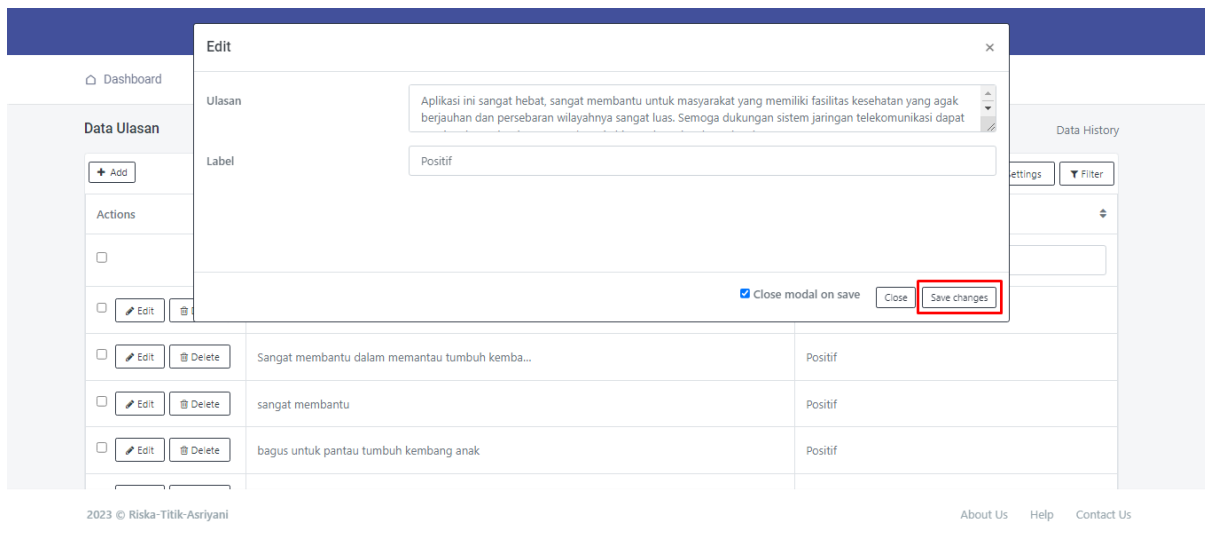 Edit
×
Dashboard
Ulasan
Aplikasi ini sangat hebat, sangat membantu untuk masyarakat yang memiliki fasilitas kesehatan yang agak
berjauhan dan persebaran wilayahnya sangat luas. Semoga dukungan sistem jaringan telekomunikasi dapat
Data Ulasan
Data History
Label
Positif
+ Add
Filter
Actions
Close modal on save
Close
Save changes
Edit
Edit
Delete
Sangat membantu dalam memantau tumbuh kemba...
Positif
Edit
Delete
sangat membantu
Positif
Edit
Delete
bagus untuk pantau tumbuh kembang anak
Positif
2023 © Riska-Titik-Asriyani
About Us
Help
Contact Us